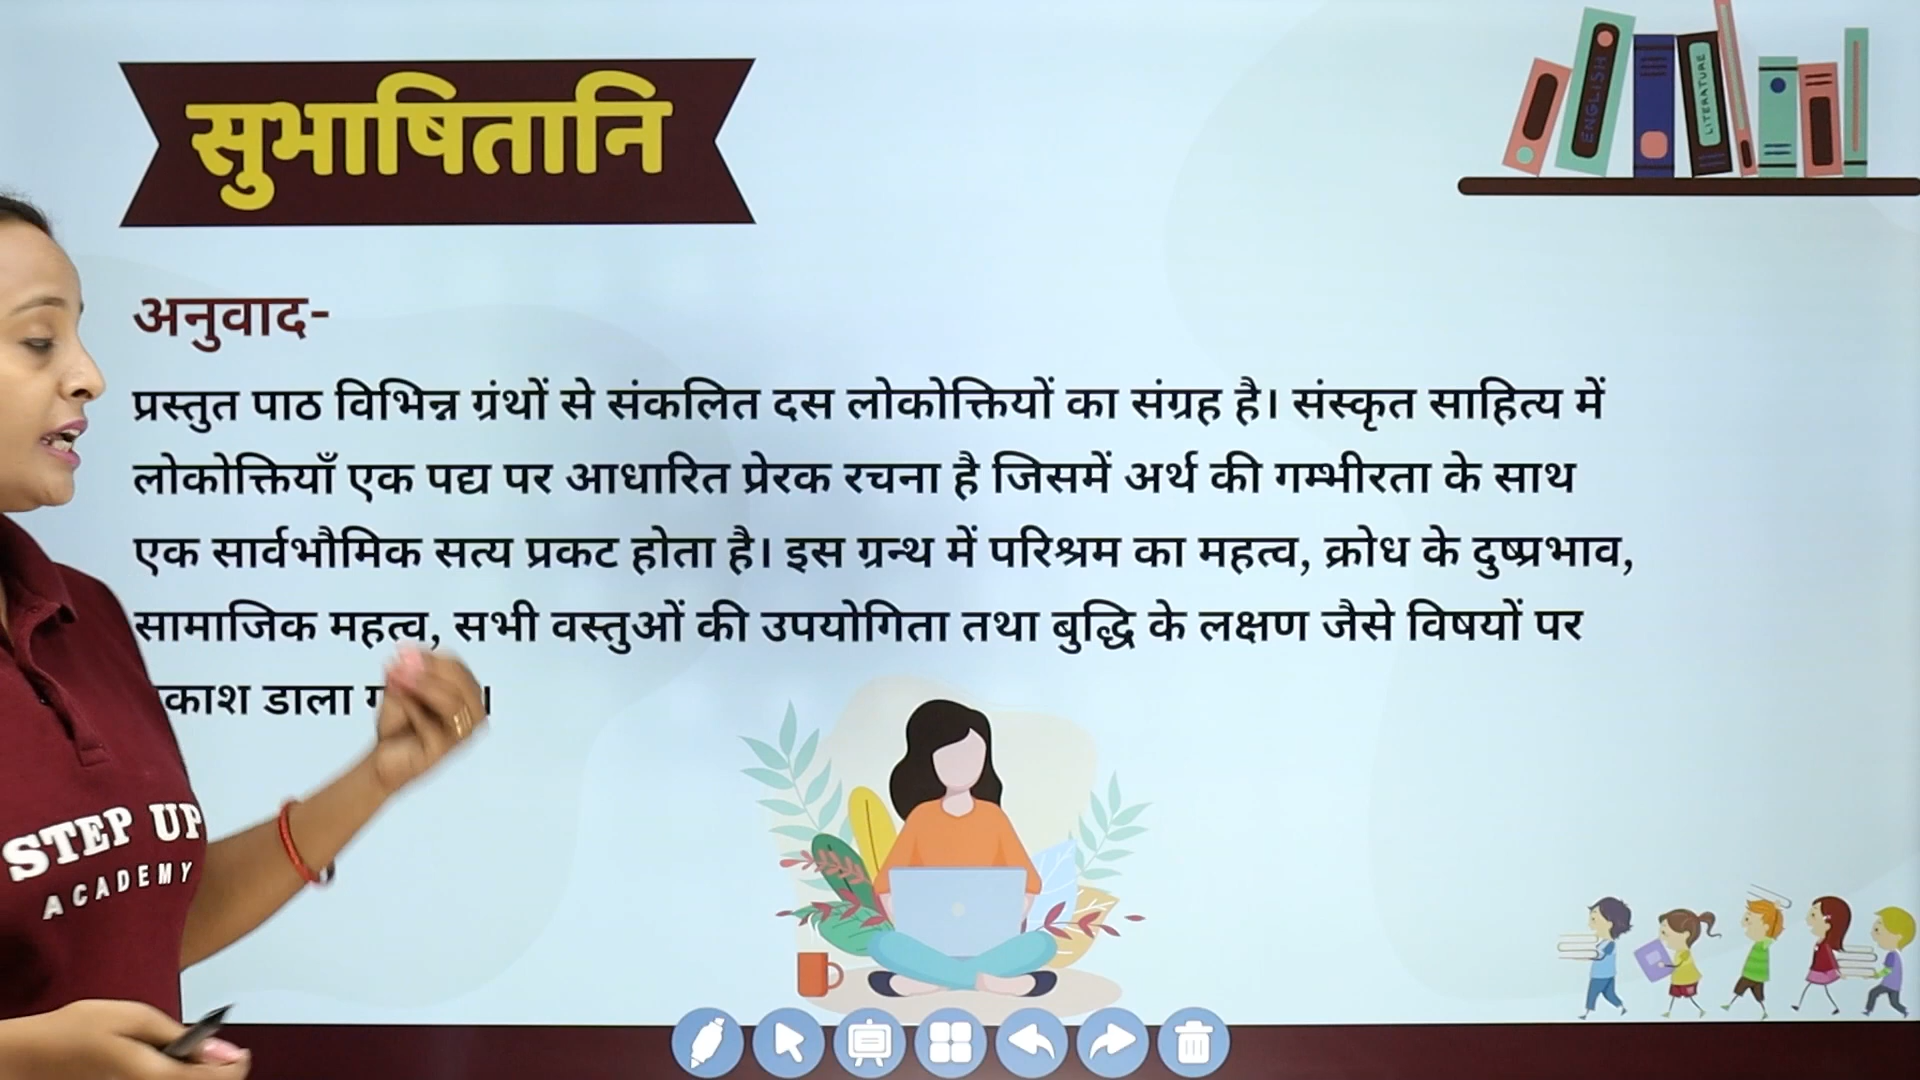 सुभाषितानि
ENGLISH
LITERATURE
अनुवाद-
प्रस्तुत पाठ विभिन्न ग्रंथों से संकलित दस लोकोक्तियों का संग्रह है। संस्कृत साहित्य में
लोकोक्तियाँ एक पद्य पर आधारित प्रेरक रचना है जिसमें अर्थ की गम्भीरता के साथ
एक सार्वभौमिक सत्य प्रकट होता है। इस ग्रन्थ में परिश्रम का महत्व, क्रोध के दुष्प्रभाव,
सामाजिक महत्व, सभी वस्तुओं की उपयोगिता तथा बुद्धि के लक्षण जैसे विषयों पर
डाला
STEP UP
ACADEMY